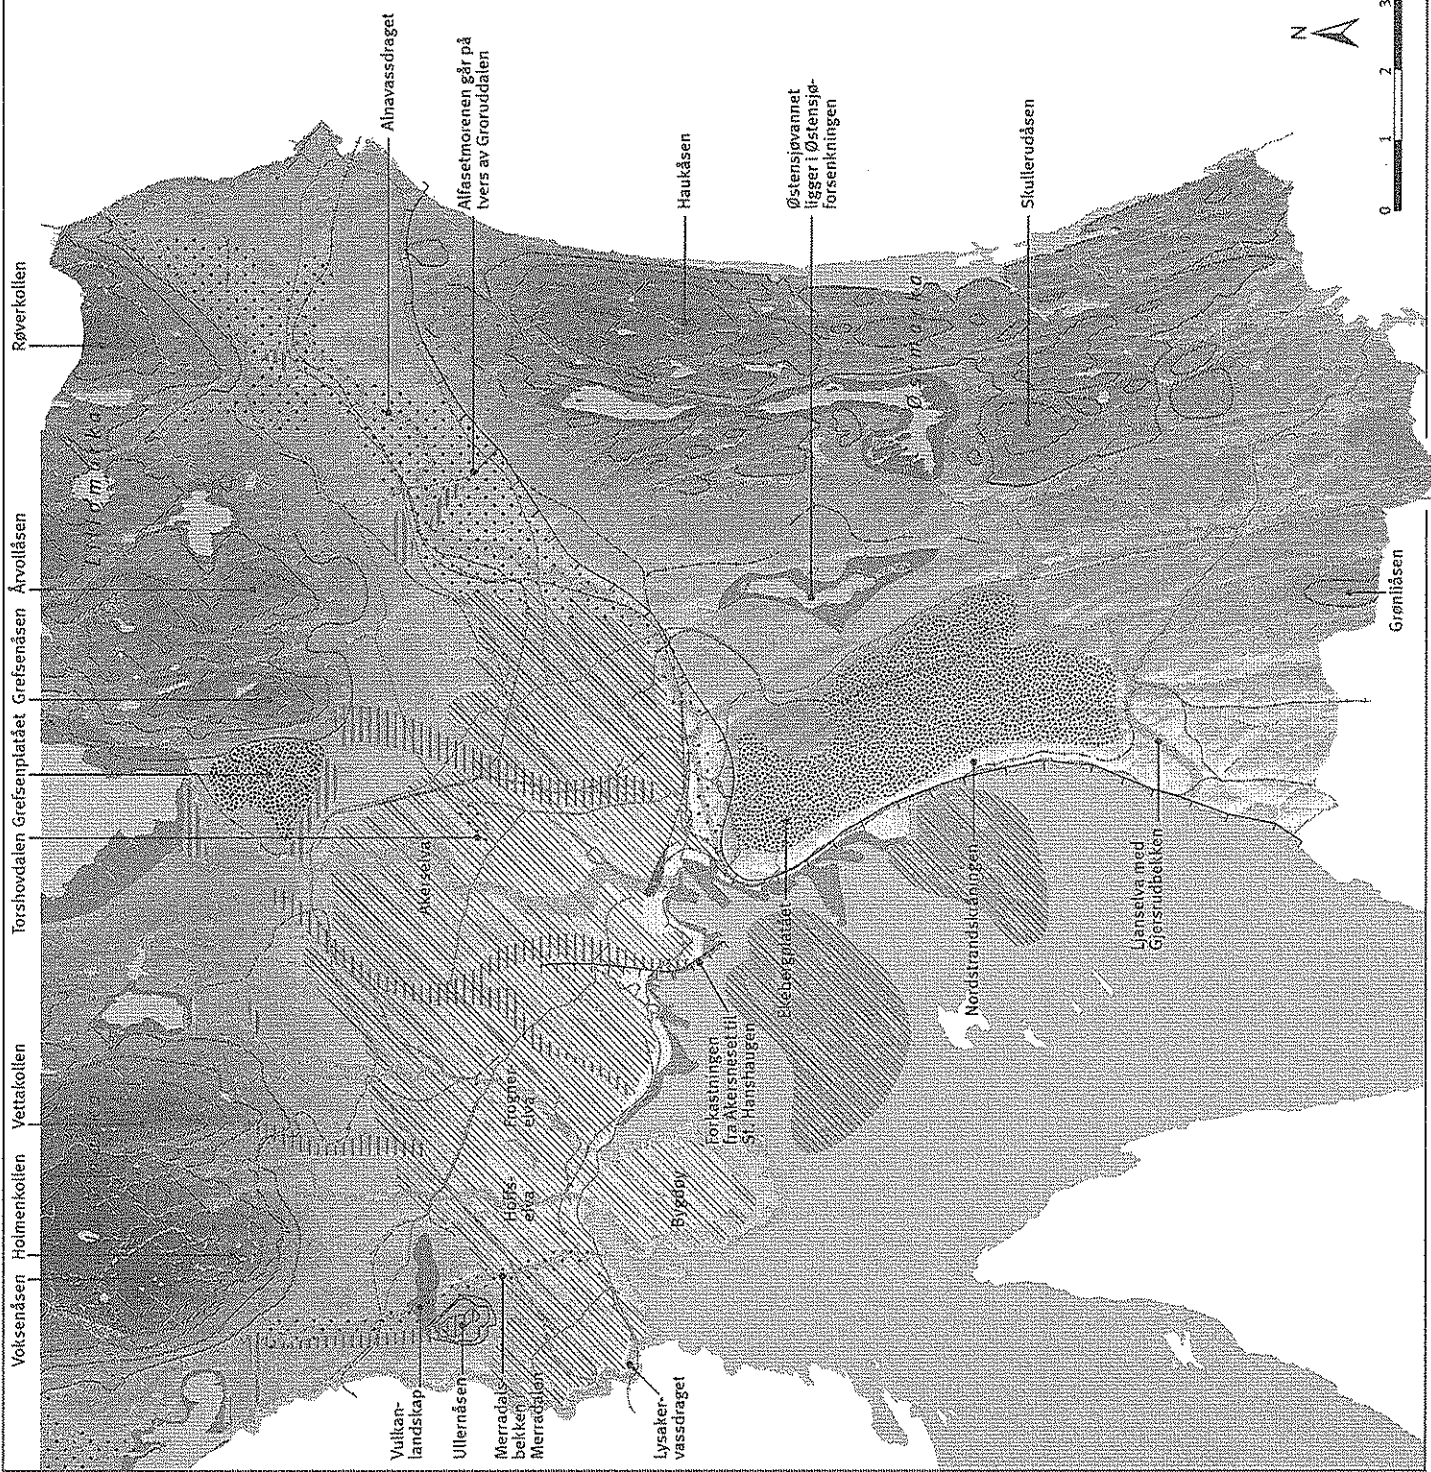 Voksenåsen
Holmenkollen
Vettakollen
Torshovdalen
Grefsenplatået
Grefsenåsen
Årvollåsen
Røverkollen
Lillomarka
Alnavassdraget
Alfasetmorenen går på
tvers av Groruddalen
Haukåsen
Østensjøvannet
ligger i Østensjø-
forsenkningen
Østmarka
Skullerudåsen
Grønliåsen
Akerselva
Frogner-
elva
Hoffs-
elva
Bygdøy
Vulkan-
landskap
Ullernåsen
Merradals-
bekken i
Merradalen
Lysaker-
vassdraget
Forkastningen
fra Akersneset til
St. Hanshaugen
Ekebergplatået
Nordstrandskråningen
Ljanselva med
Gjersrudbekken
N
0 1 2 3